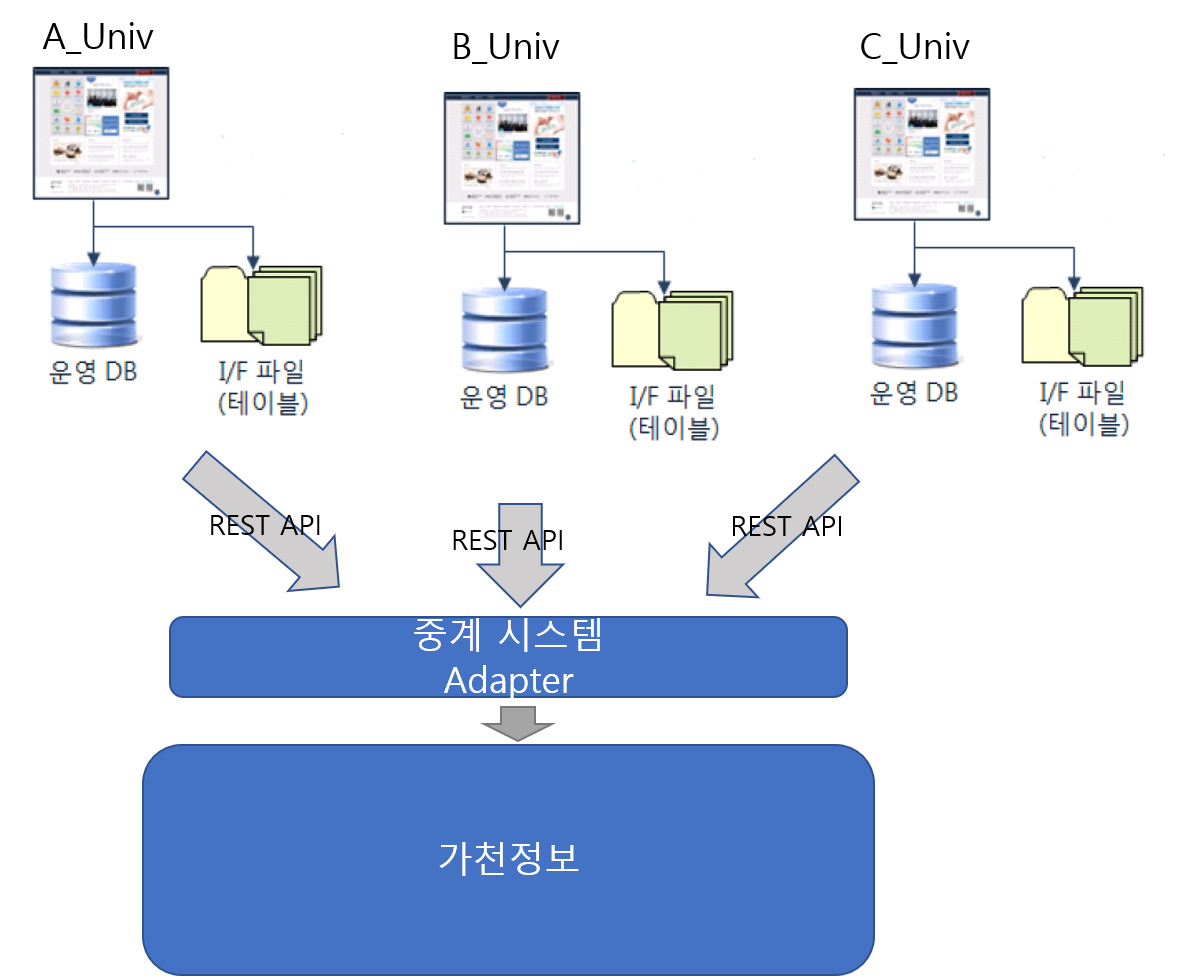 A_Univ
B_Univ
C_Univ
운영 DB
I/F 파일
(테이블)
운영 DB
I/F 파일
(테이블)
운영 DB
I/F 파일
(테이블)
REST API
REST API
REST API
중계 시스템
Adapter
가천정보